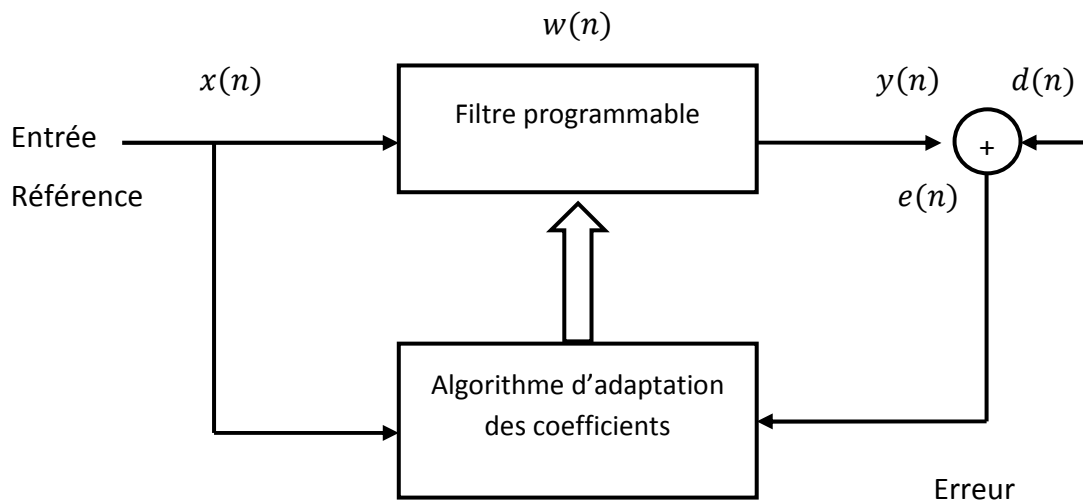 w(n)
x(n)
y(n)
d(n)
Filtre programmable
Entrée
Référence
+
e(n)
Algorithme d’adaptation
des coefficients
Erreur